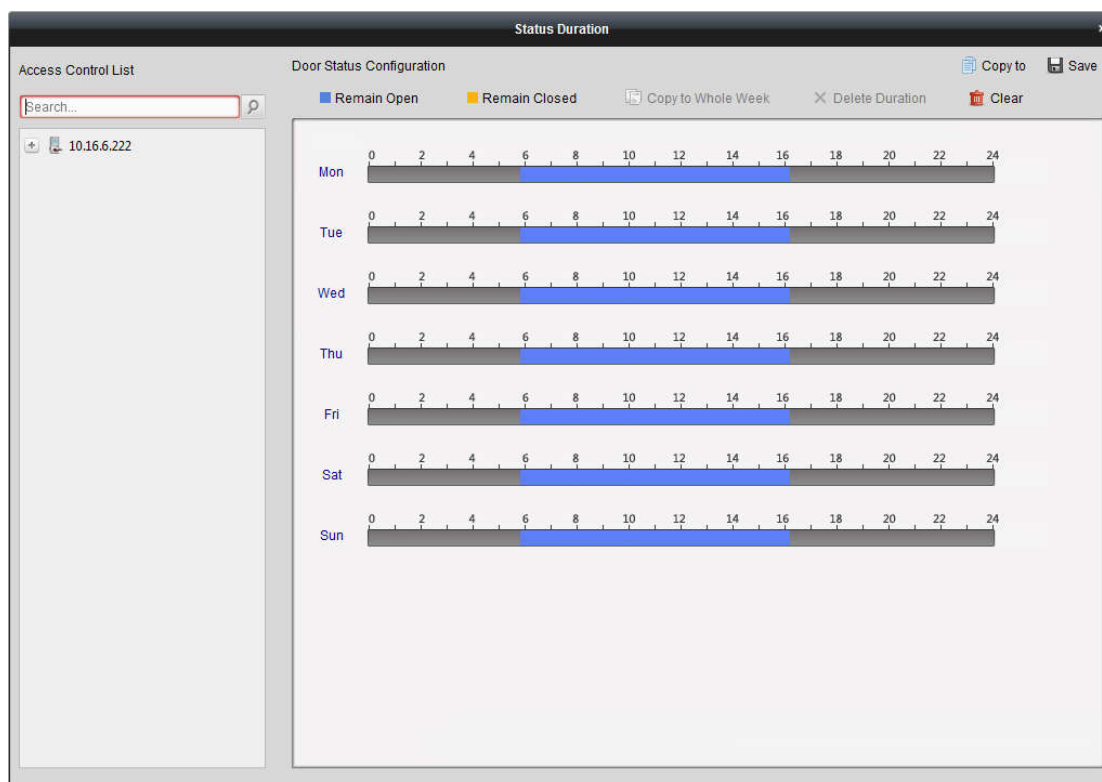 Status Duration
Access Control List
Search...
10.16.6.222
Door Status Configuration
Copy to Save
Remain Open Remain Closed Copy to Whole Week Delete Duration Clear
0 2 4 6 8 10 12 14 16 18 20 22 24
Mon
0 2 4 6 8 10 12 14 16 18 20 22 24
Tue
0 2 4 6 8 10 12 14 16 18 20 22 24
Wed
0 2 4 6 8 10 12 14 16 18 20 22 24
Thu
0 2 4 6 8 10 12 14 16 18 20 22 24
Fri
0 2 4 6 8 10 12 14 16 18 20 22 24
Sat
0 2 4 6 8 10 12 14 16 18 20 22 24
Sun